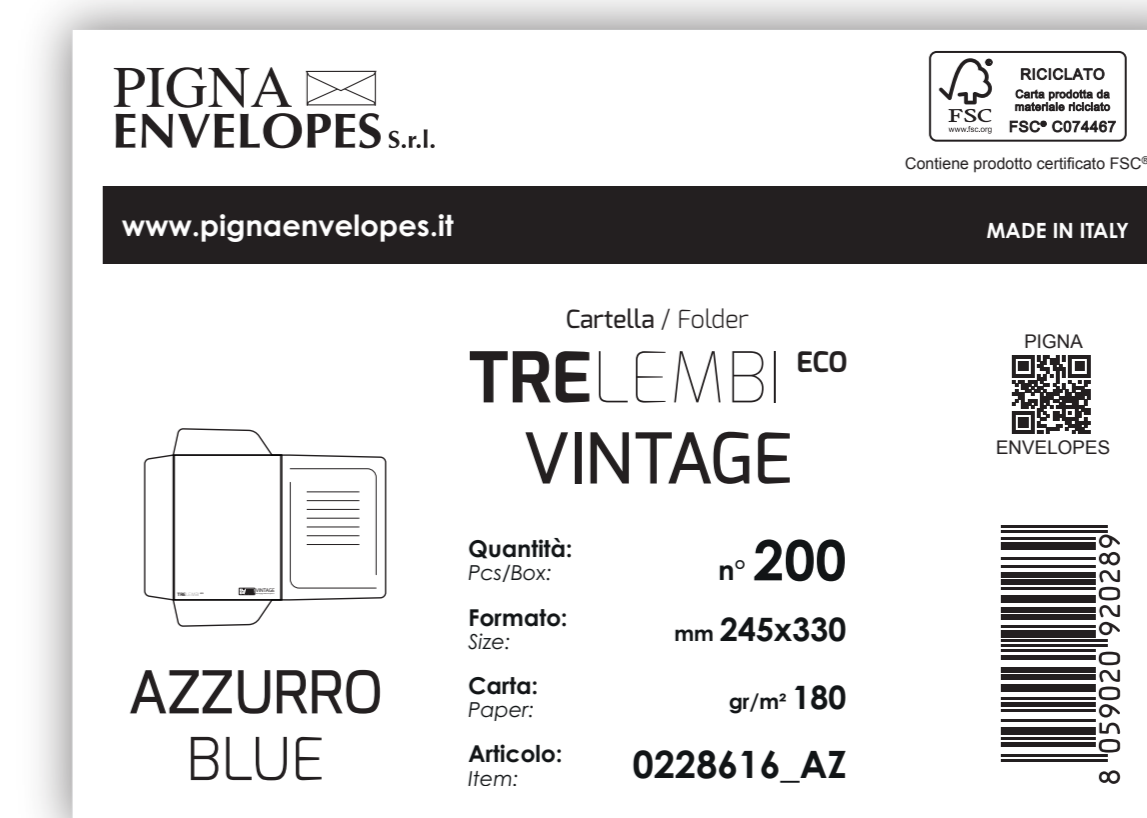 PIGNA
ENVELOPES S.r.l.
FSC
www.fsc.org
RICICLATO
Carta prodotta da
materiale riciclato
FSC® C074467
Contiene prodotto certificato FSC®
www.pignaenvelopes.it
MADE IN ITALY
Cartella / Folder
TRELEMBI ECO
VINTAGE
PIGNA
ENVELOPES
Quantità:
Pcs/Box:
n° 200
Formato:
Size:
mm 245x330
Carta:
Paper:
gr/m² 180
Articolo:
Item:
0228616_AZ
VINTAGE
AZZURRO
BLUE
8 059020 920289